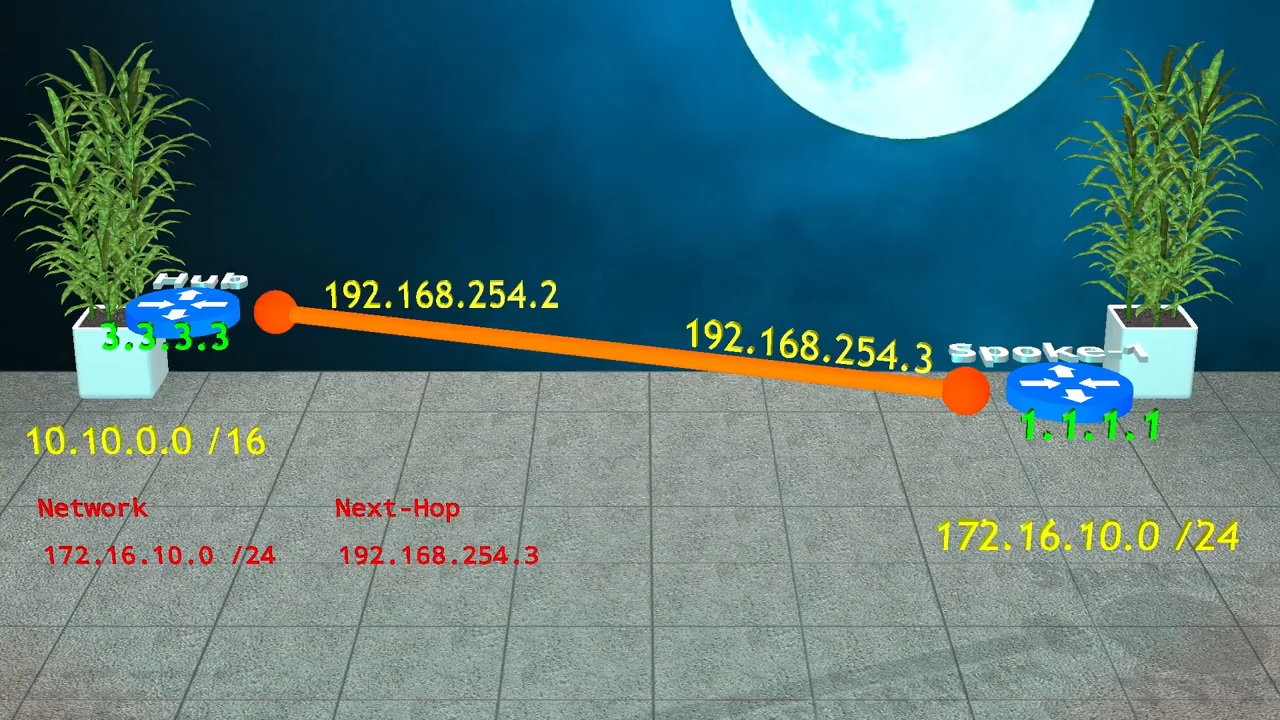 Hub
192.168.254.2
3.3.3.3
192.168.254.3
Spoke-1
1.1.1.1
10.10.0.0 /16
Network Next-Hop
172.16.10.0 /24 192.168.254.3
172.16.10.0 /24